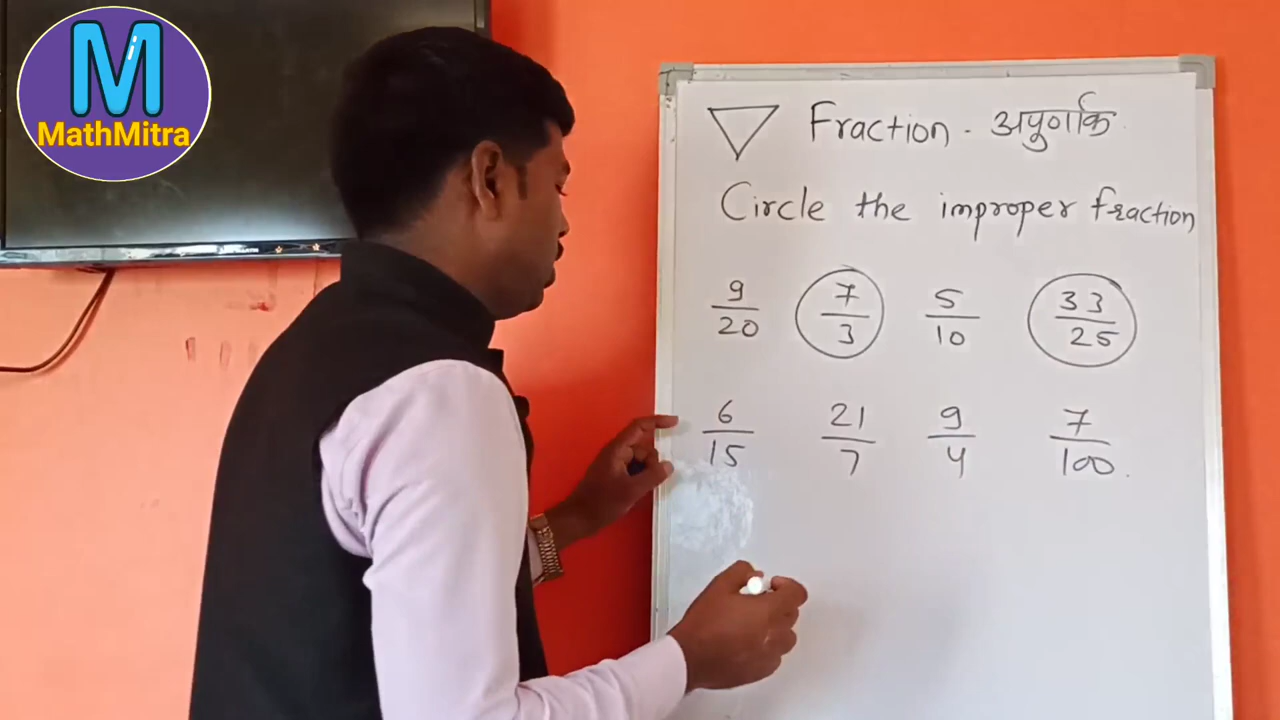 M
MathMitra
Fraction - अपूर्णांक
Circle the improper fraction
9/20 7/3 5/10 33/25
6/15 21/7 9/4 7/100